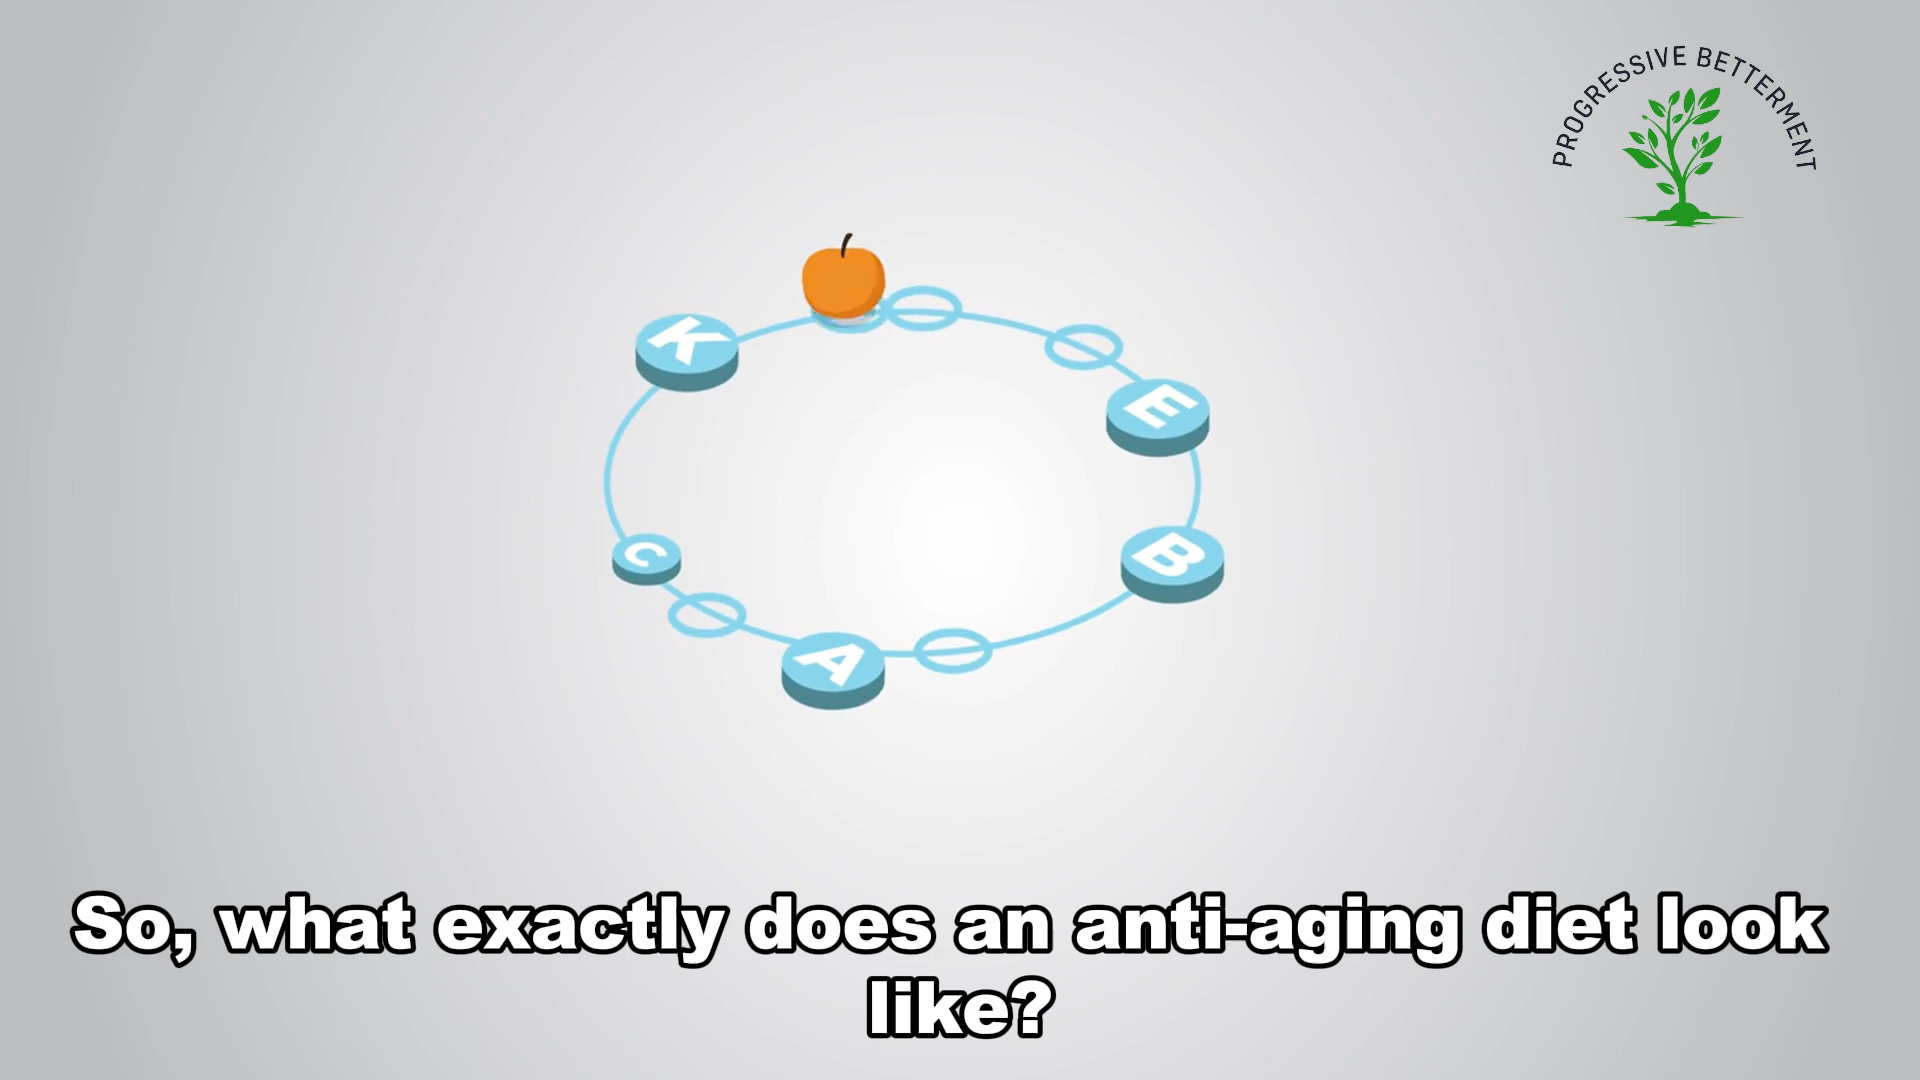 PROGRESSIVE BETTERMENT
K
E
C
B
A
So, what exactly does an anti-aging diet look
like?